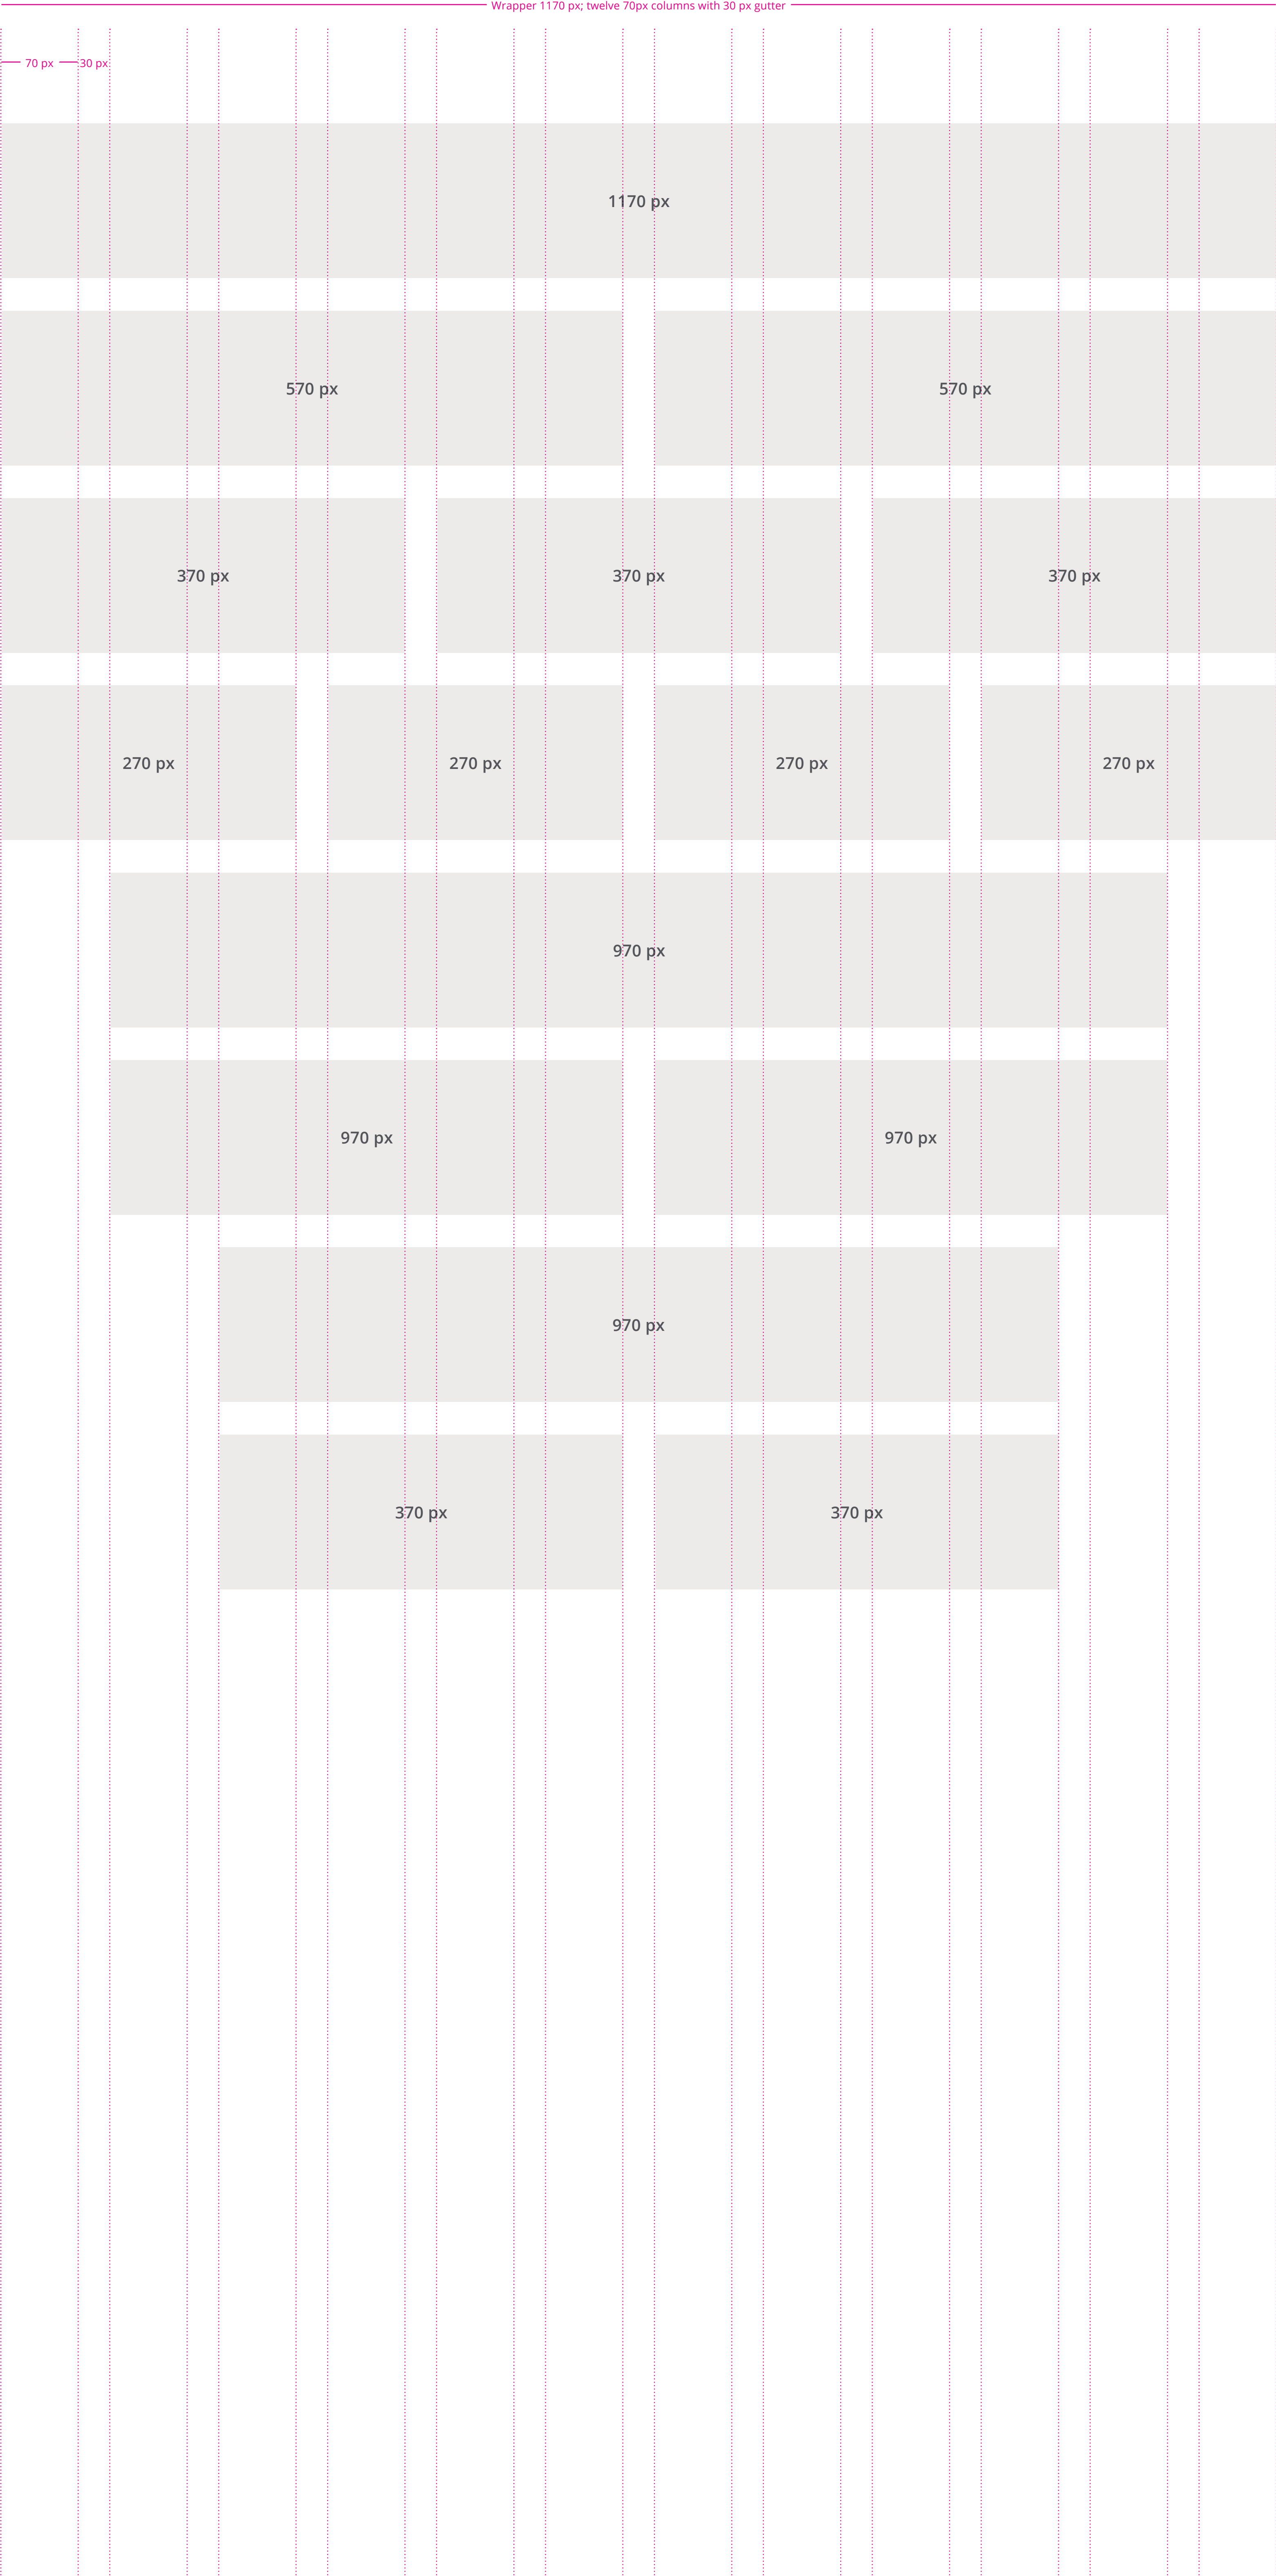 Wrapper 1170 px; twelve 70px columns with 30 px gutter
70 px 30 px
1170 px
570 px 570 px
370 px 370 px 370 px
270 px 270 px 270 px 270 px
970 px
970 px 970 px
970 px
370 px 370 px